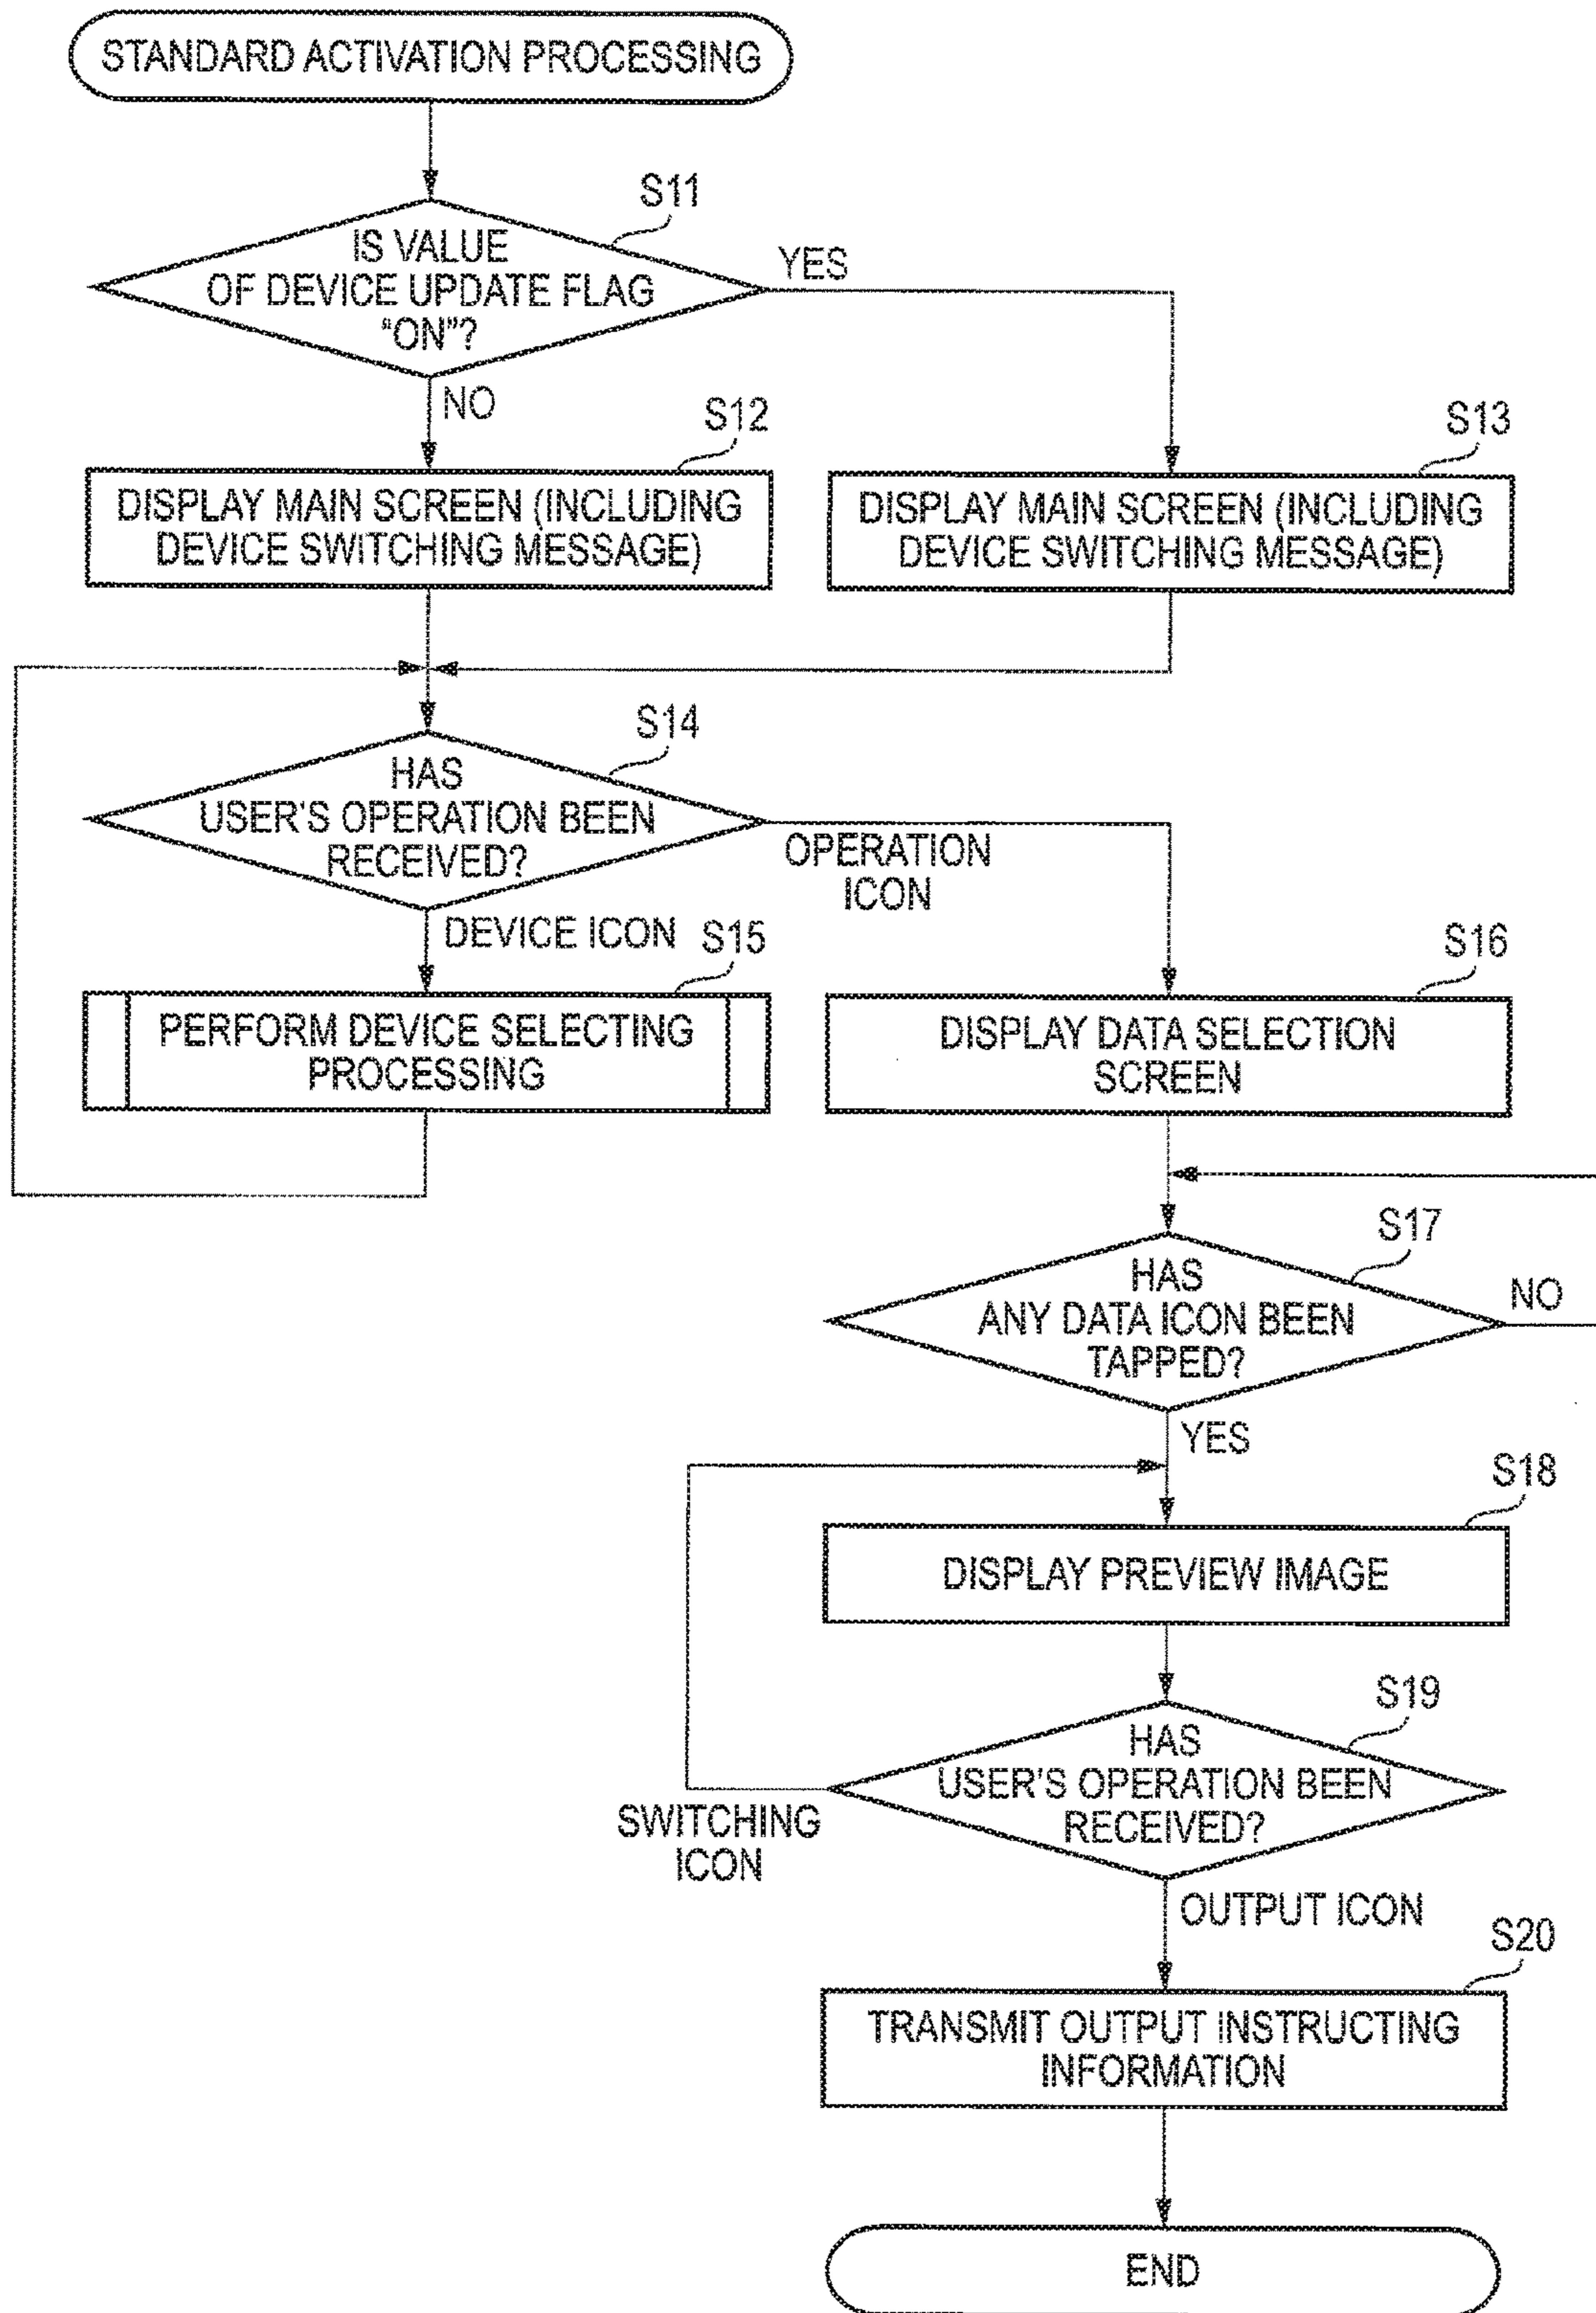 STANDARD ACTIVATION PROCESSING
S11
IS VALUE
OF DEVICE UPDATE FLAG
"ON"?
YES
NO
S12
DISPLAY MAIN SCREEN (INCLUDING
DEVICE SWITCHING MESSAGE)
S13
DISPLAY MAIN SCREEN (INCLUDING
DEVICE SWITCHING MESSAGE)
S14
HAS
USER'S OPERATION BEEN
RECEIVED?
OPERATION
ICON
DEVICE ICON
S15
PERFORM DEVICE SELECTING
PROCESSING
S16
DISPLAY DATA SELECTION
SCREEN
S17
HAS
ANY DATA ICON BEEN
TAPPED?
NO
YES
S18
DISPLAY PREVIEW IMAGE
S19
HAS
USER'S OPERATION BEEN
RECEIVED?
SWITCHING
ICON
OUTPUT ICON
S20
TRANSMIT OUTPUT INSTRUCTING
INFORMATION
END